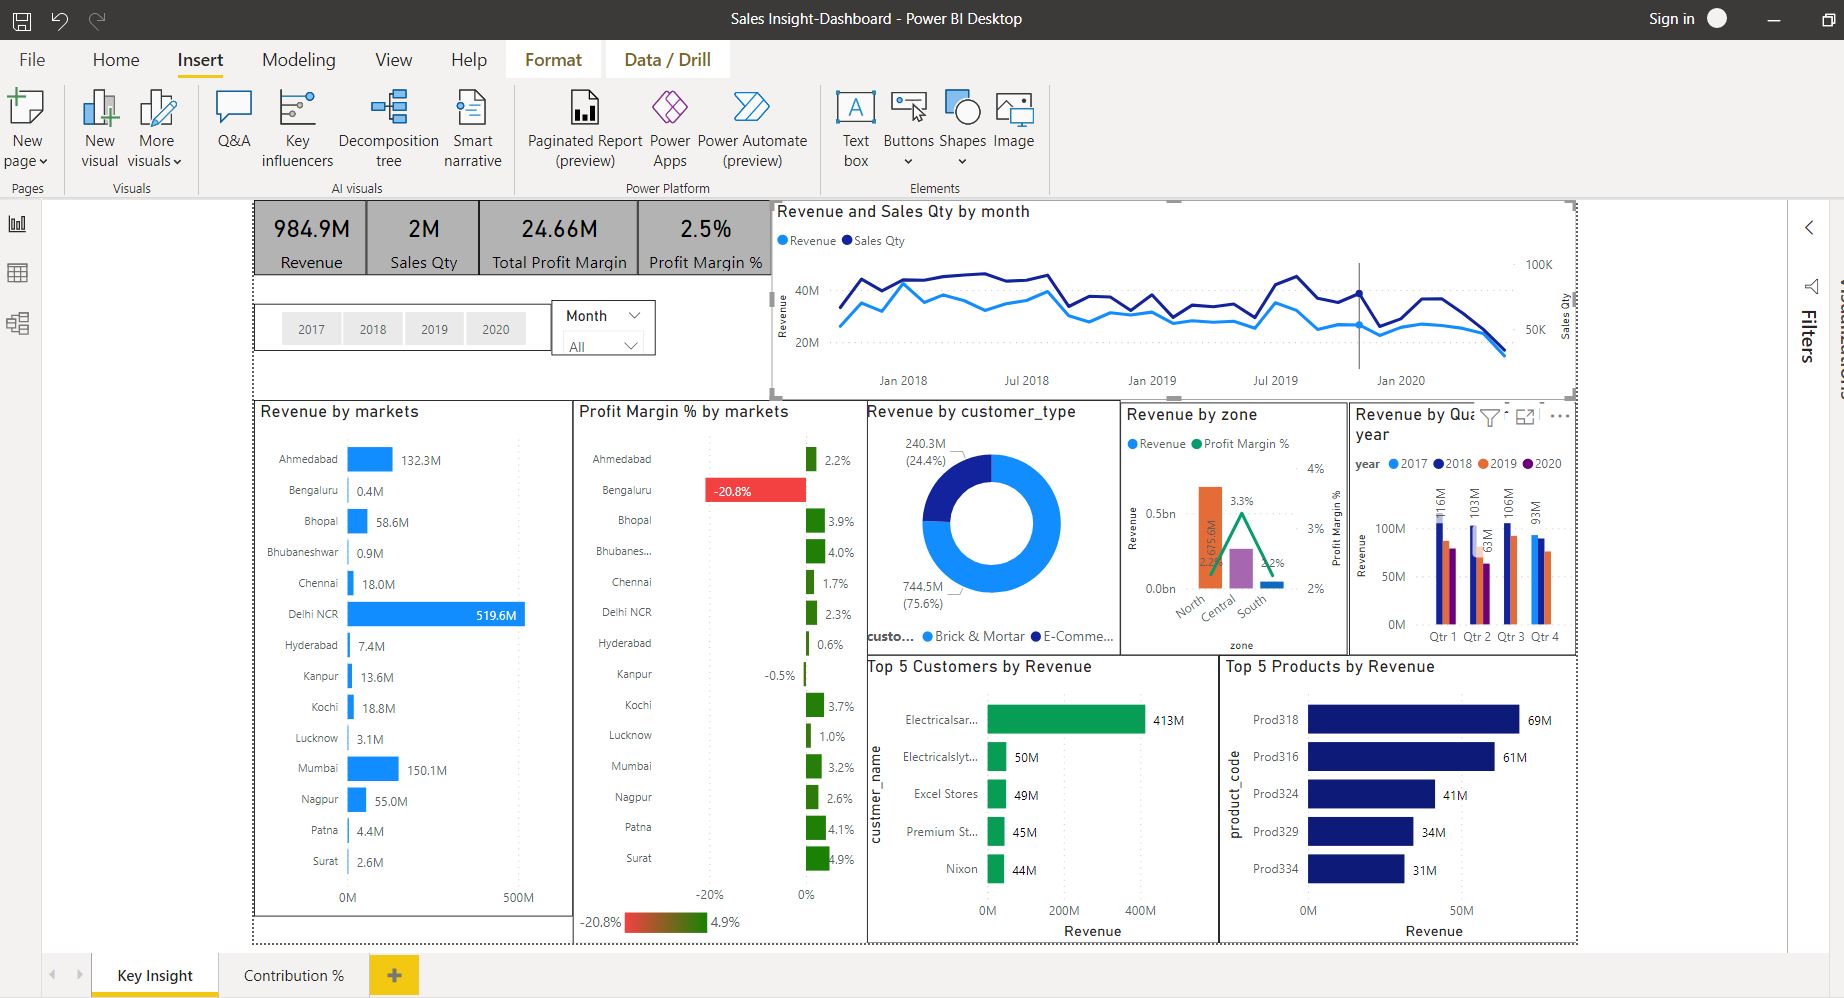 Sales Insight-Dashboard - Power BI Desktop
Sign in
File Home Insert Modeling View Help Format Data / Drill
New page
Pages
New visual
More visuals
Visuals
Q&A
Key influencers
Decomposition tree
Smart narrative
AI visuals
Paginated Report (preview)
Power Apps
Power Automate (preview)
Power Platform
Text box
Buttons
Shapes
Image
Elements
984.9M
Revenue
2M
Sales Qty
24.66M
Total Profit Margin
2.5%
Profit Margin %
2017 2018 2019 2020
Month
All
Revenue and Sales Qty by month
Revenue Sales Qty
Revenue
40M
20M
100K
50K
Sales Qty
Jan 2018 Jul 2018 Jan 2019 Jul 2019 Jan 2020
Filters
Revenue by markets
Ahmedabad 132.3M
Bengaluru 0.4M
Bhopal 58.6M
Bhubaneshwar 0.9M
Chennai 18.0M
Delhi NCR 519.6M
Hyderabad 7.4M
Kanpur 13.6M
Kochi 18.8M
Lucknow 3.1M
Mumbai 150.1M
Nagpur 55.0M
Patna 4.4M
Surat 2.6M
0M 500M
Profit Margin % by markets
Ahmedabad 2.2%
Bengaluru -20.8%
Bhopal 3.9%
Bhubanes... 4.0%
Chennai 1.7%
Delhi NCR 2.3%
Hyderabad 0.6%
Kanpur -0.5%
Kochi 3.7%
Lucknow 1.0%
Mumbai 3.2%
Nagpur 2.6%
Patna 4.1%
Surat 4.9%
-20% 0%
-20.8% 4.9%
Revenue by customer_type
240.3M
(24.4%)
744.5M
(75.6%)
custo... Brick & Mortar E-Comme...
Revenue by zone
Revenue Profit Margin %
Revenue
0.5bn
0.0bn
675.6M
2.2%
3.3%
2.2%
4%
3%
2%
Profit Margin %
North Central South
zone
Revenue by Qua
year
year 2017 2018 2019 2020
Revenue
100M
50M
0M
116M 103M 63M 106M 93M
Qtr 1 Qtr 2 Qtr 3 Qtr 4
Top 5 Customers by Revenue
custmer_name
Electricalsar... 413M
Electricalslyt... 50M
Excel Stores 49M
Premium St... 45M
Nixon 44M
0M 200M 400M
Revenue
Top 5 Products by Revenue
product_code
Prod318 69M
Prod316 61M
Prod324 41M
Prod329 34M
Prod334 31M
0M 50M
Revenue
Key Insight
Contribution %